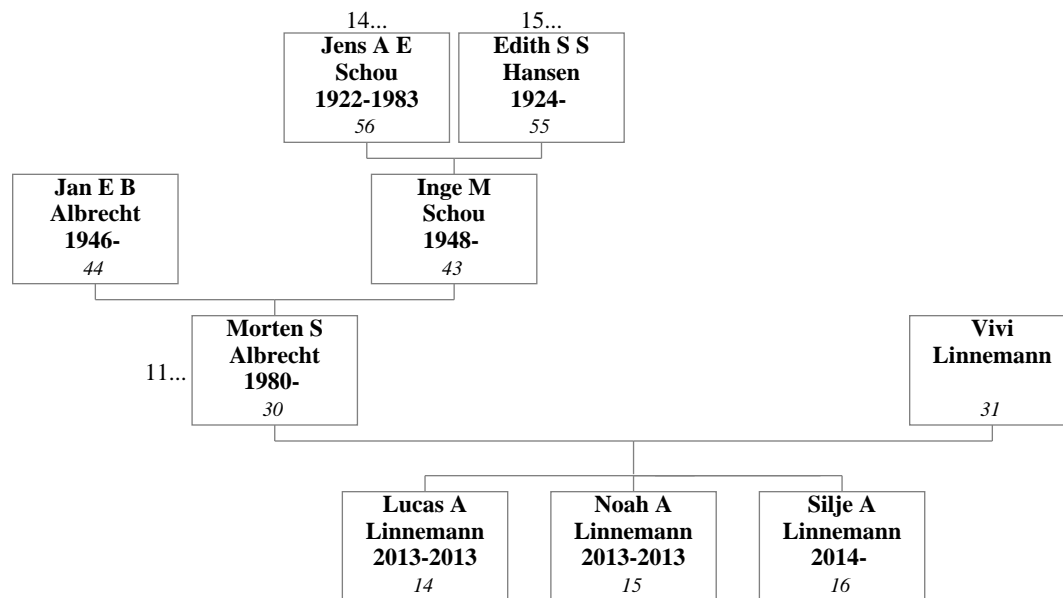 14...
15...
Jens A E
Schou
1922-1983
56
Edith S S
Hansen
1924-
55
Jan E B
Albrecht
1946-
44
Inge M
Schou
1948-
43
11...
Morten S
Albrecht
1980-
30
Vivi
Linnemann
31
Lucas A
Linnemann
2013-2013
14
Noah A
Linnemann
2013-2013
15
Silje A
Linnemann
2014-
16